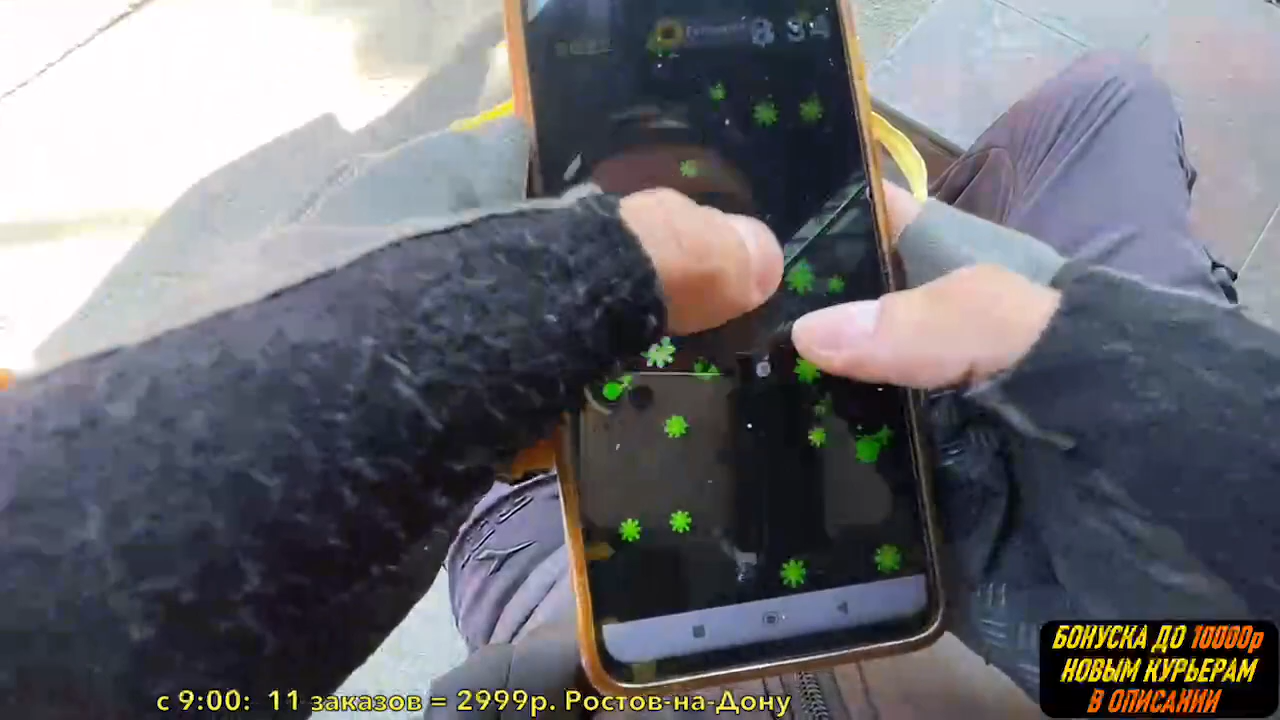 БОНУСКА ДО 10000р
НОВЫМ КУРЬЕРАМ
В ОПИСАНИИ
с 9:00: 11 заказов = 2999р. Ростов-на-Дону